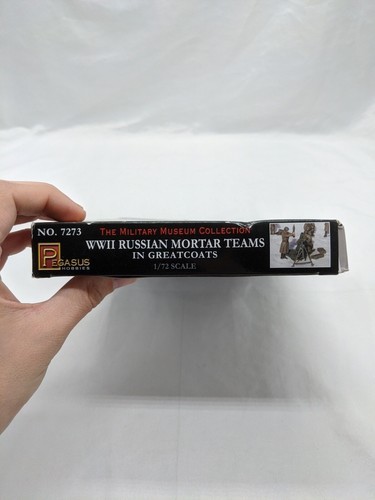 NO. 7273
THE MILITARY MUSEUM COLLECTION
PEGASUS
HOBBIES
WWII RUSSIAN MORTAR TEAMS
IN GREATCOATS
1/72 SCALE